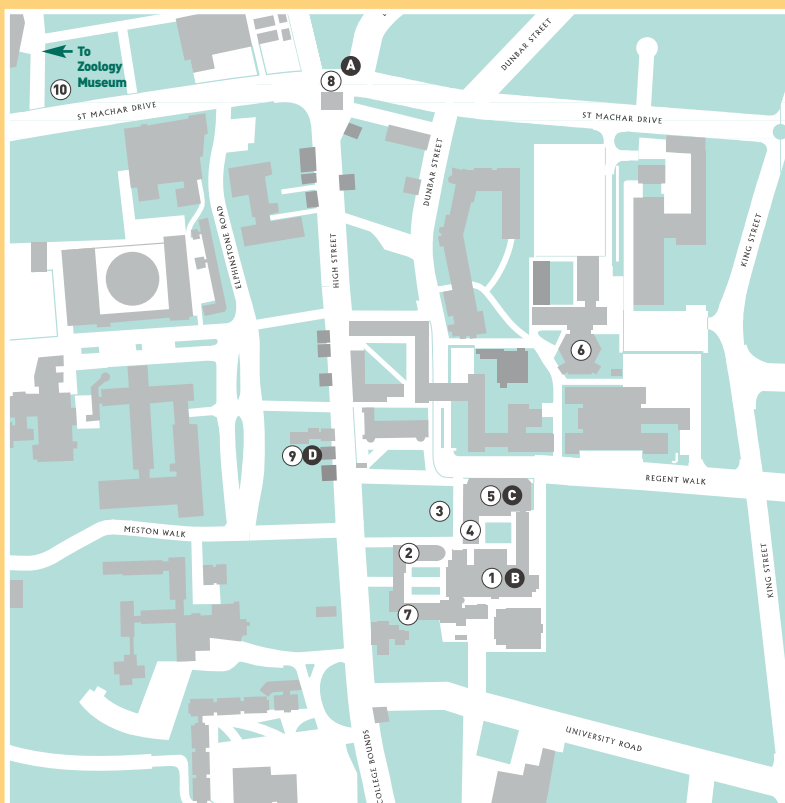 DUNBAR STREET
To
Zoology
Museum
A
8
10
ST MACHAR DRIVE
ST MACHAR DRIVE
DUNBAR STREET
ELPHINSTONE ROAD
HIGH STREET
KING STREET
6
9 D
REGENT WALK
5 C
3
4
MESTON WALK
2
KING STREET
1 B
7
UNIVERSITY ROAD
COLLEGE BOUNDS